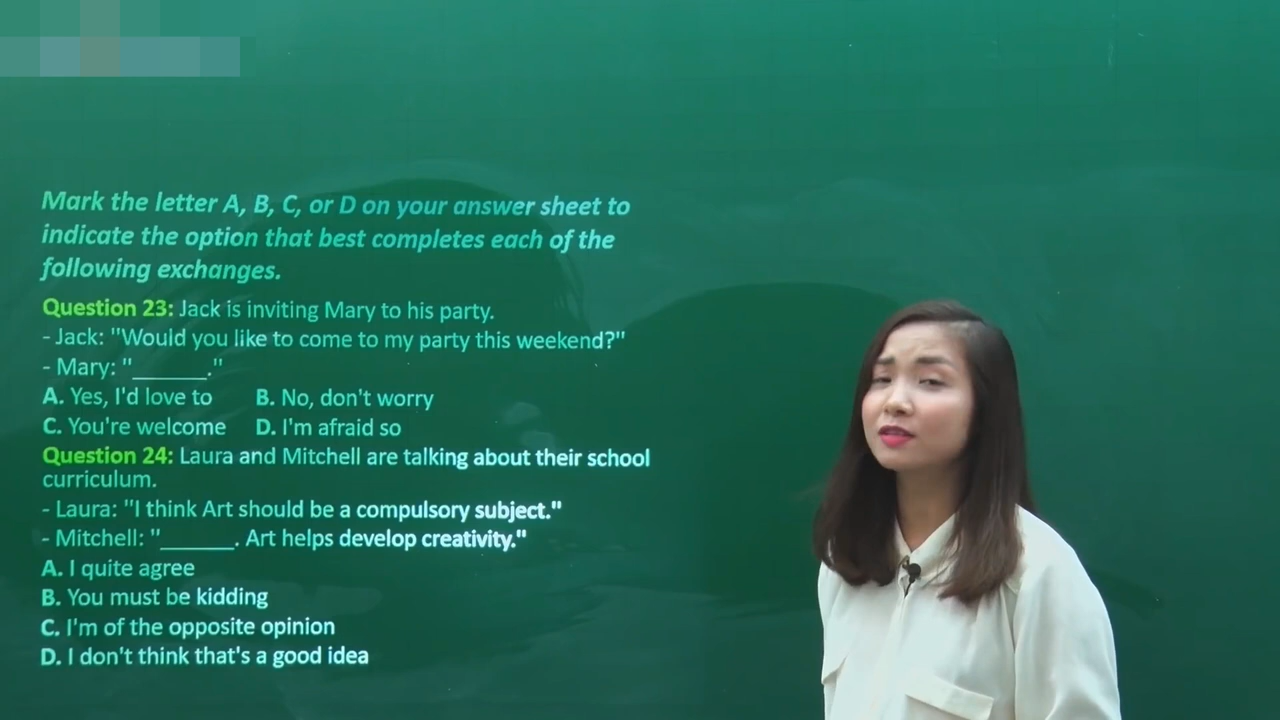 Mark the letter A, B, C, or D on your answer sheet to
indicate the option that best completes each of the
following exchanges.
Question 23: Jack is inviting Mary to his party.
- Jack: "Would you like to come to my party this weekend?"
- Mary: "______."
A. Yes, I'd love to B. No, don't worry
C. You're welcome D. I'm afraid so
Question 24: Laura and Mitchell are talking about their school
curriculum.
- Laura: "I think Art should be a compulsory subject."
- Mitchell: "______. Art helps develop creativity."
A. I quite agree
B. You must be kidding
C. I'm of the opposite opinion
D. I don't think that's a good idea